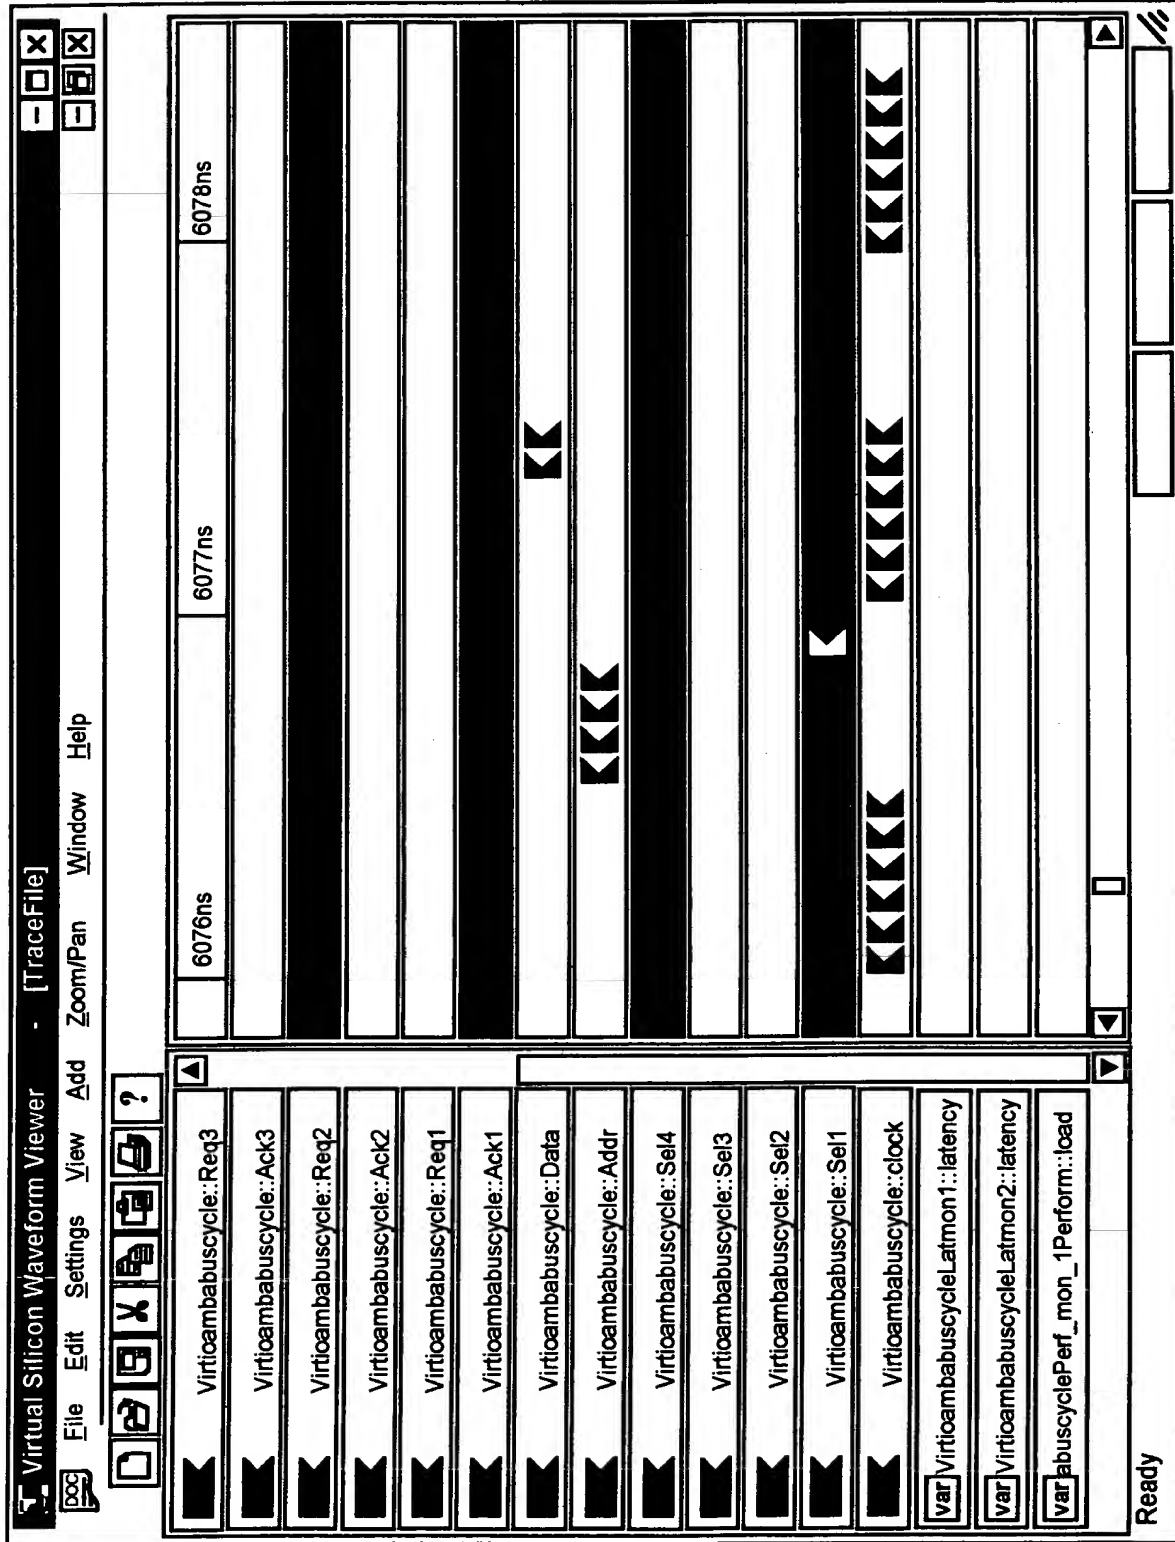 Virtual Silicon Waveform Viewer - [TraceFile]
DOC File Edit Settings View Add Zoom/Pan Window Help
?
6076ns 6077ns 6078ns
Virtioambabuscycle::Req3
Virtioambabuscycle::Ack3
Virtioambabuscycle::Req2
Virtioambabuscycle::Ack2
Virtioambabuscycle::Req1
Virtioambabuscycle::Ack1
Virtioambabuscycle::Data
Virtioambabuscycle::Addr
Virtioambabuscycle::Sel4
Virtioambabuscycle::Sel3
Virtioambabuscycle::Sel2
Virtioambabuscycle::Sel1
Virtioambabuscycle::clock
var VirtioambabuscycleLatmon1::latency
var VirtioambabuscycleLatmon2::latency
var abuscyclePerf_mon_1Perform::load
Ready